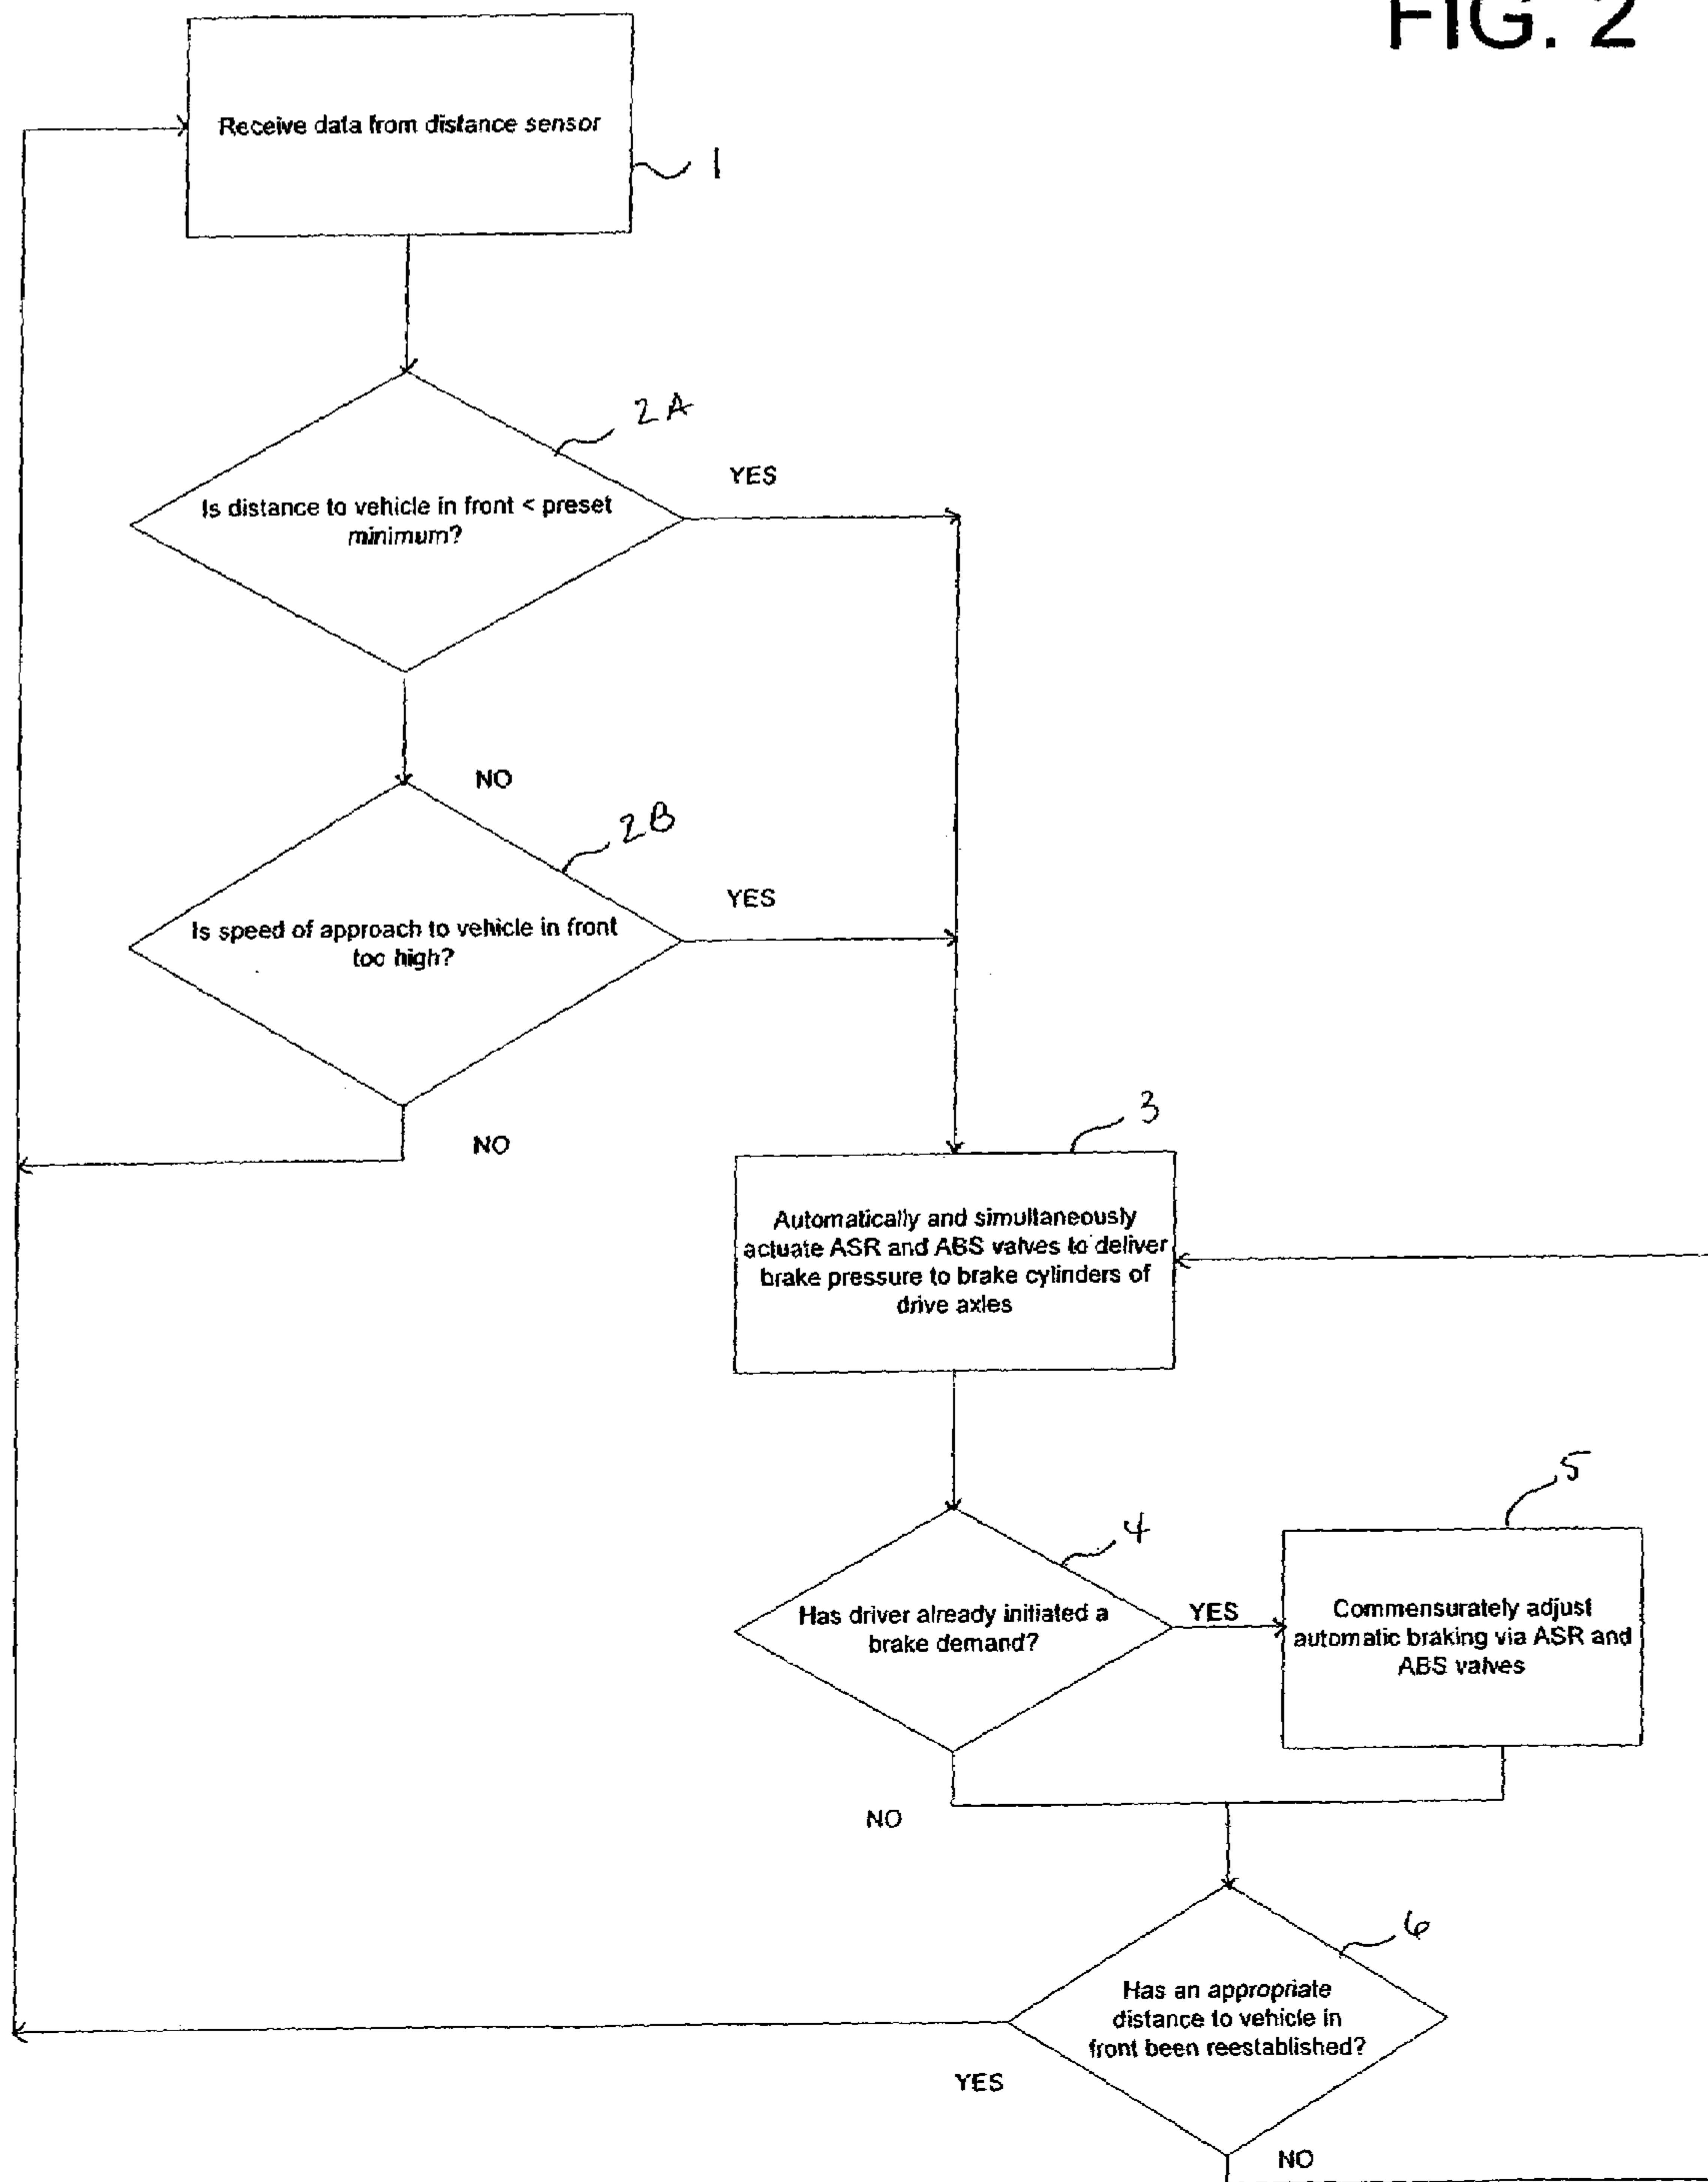 FIG. 2
Receive data from distance sensor
1
2A
YES
Is distance to vehicle in front < preset
minimum?
NO
2B
YES
Is speed of approach to vehicle in front
too high?
NO
3
Automatically and simultaneously
actuate ASR and ABS valves to deliver
brake pressure to brake cylinders of
drive axles
4
Has driver already initiated a
brake demand?
YES
5
Commensurately adjust
automatic braking via ASR and
ABS valves
NO
6
Has an appropriate
distance to vehicle in
front been reestablished?
YES
NO